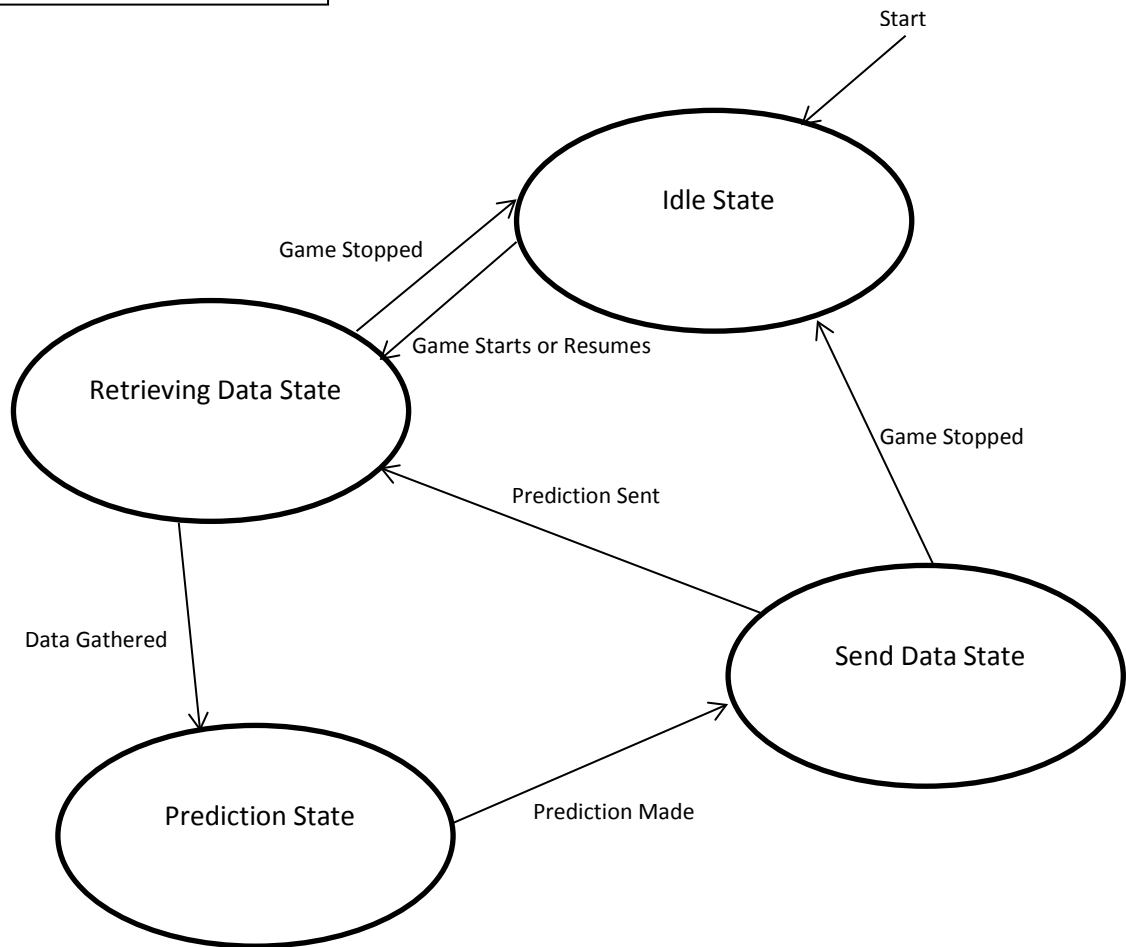 Start
Idle State
Game Stopped
Game Starts or Resumes
Retrieving Data State
Game Stopped
Prediction Sent
Data Gathered
Send Data State
Prediction State
Prediction Made